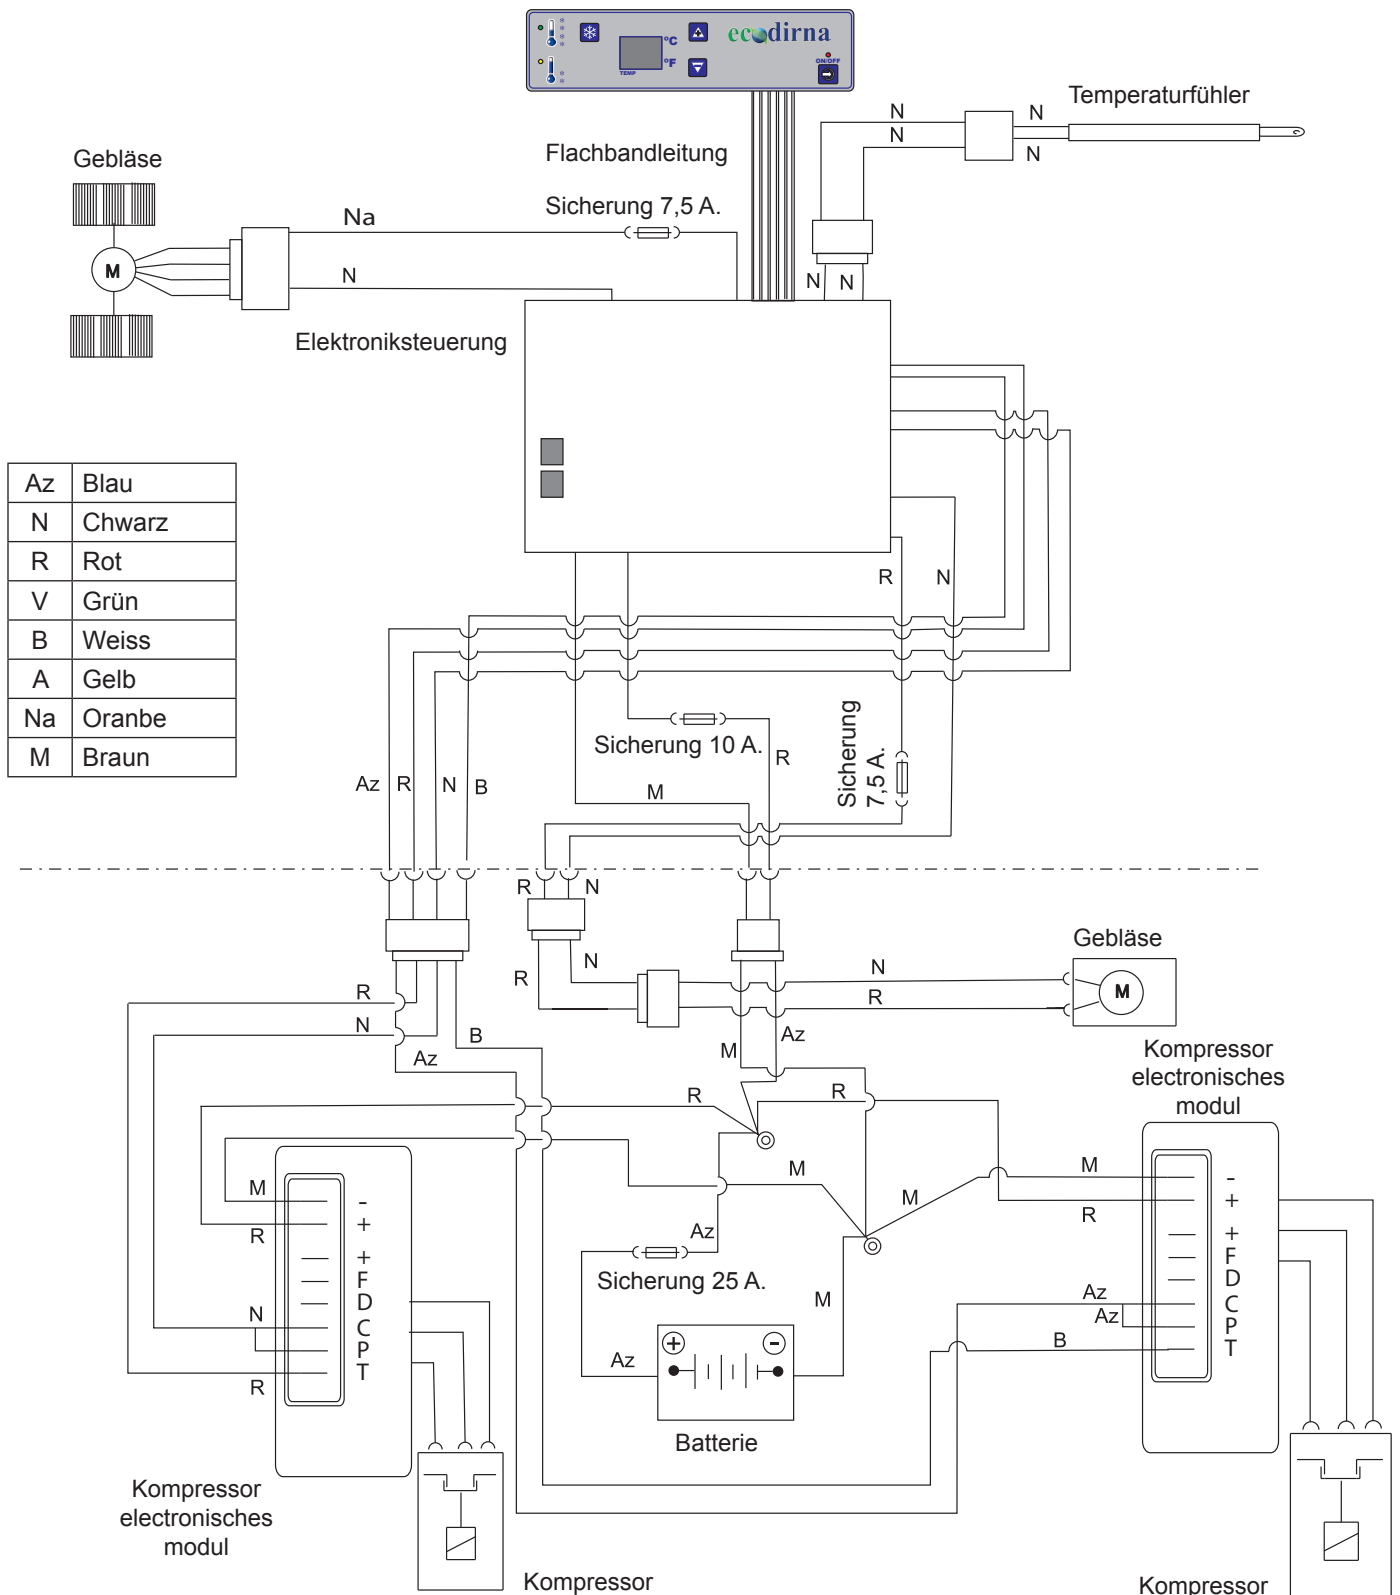 °C
°F
TEMP
ecodirna
ON/OFF
Temperaturfühler
N
N
N
N
Gebläse
Flachbandleitung
Sicherung 7,5 A.
Na
M
N
N
N
Elektroniksteuerung
Az Blau
N Chwarz
R Rot
V Grün
B Weiss
A Gelb
Na Oranbe
M Braun
R
N
Sicherung 10 A.
R
Sicherung
7,5 A.
Az
R
N
B
M
R
N
R
N
Gebläse
N
R
M
R
N
Az
B
M
Az
Kompressor
electronisches
modul
R
R
M
M
M
R
M
R
Az
-
+
+
F
D
C
P
T
N
R
Sicherung 25 A.
M
Az
+
-
Batterie
-
+
+
F
D
C
P
T
Az
Az
B
Kompressor
electronisches
modul
Kompressor
Kompressor